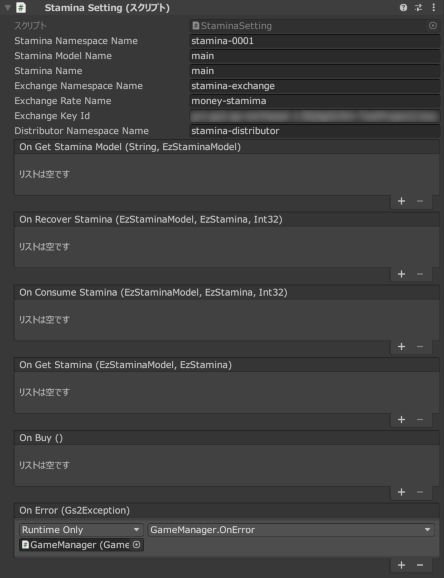 # Stamina Setting (スクリプト)
スクリプト #StaminaSetting
Stamina Namespace Name stamina-0001
Stamina Model Name main
Stamina Name main
Exchange Namespace Name stamina-exchange
Exchange Rate Name money-stamima
Exchange Key Id
Distributor Namespace Name stamina-distributor
On Get Stamina Model (String, EzStaminaModel)
リストは空です
+ −
On Recover Stamina (EzStaminaModel, EzStamina, Int32)
リストは空です
+ −
On Consume Stamina (EzStaminaModel, EzStamina, Int32)
リストは空です
+ −
On Get Stamina (EzStaminaModel, EzStamina)
リストは空です
+ −
On Buy ()
リストは空です
+ −
On Error (Gs2Exception)
Runtime Only GameManager.OnError
#GameManager (Game
+ −